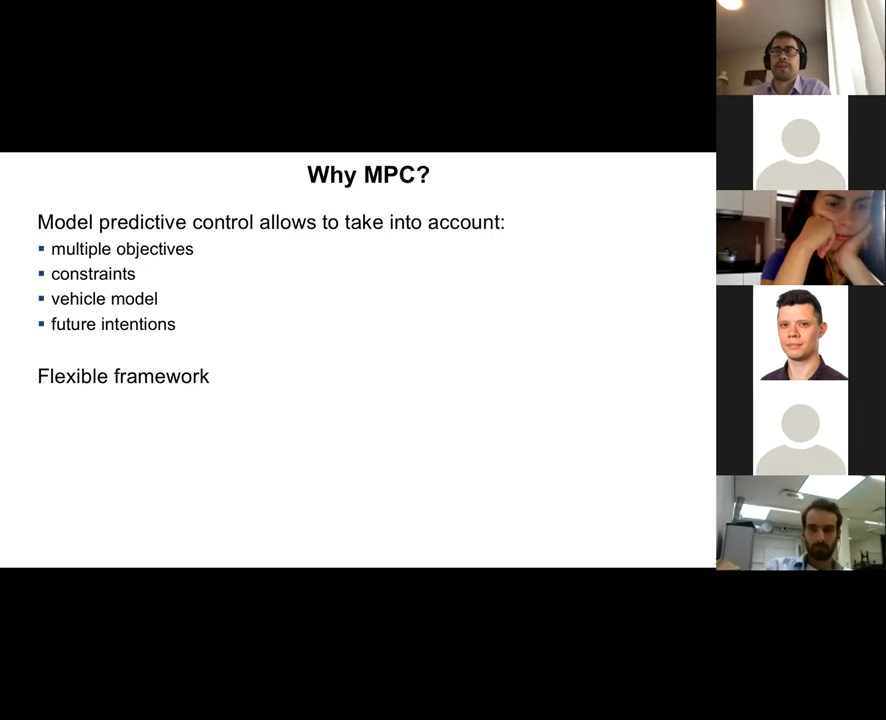 Why MPC?
Model predictive control allows to take into account:
▪ multiple objectives
▪ constraints
▪ vehicle model
▪ future intentions
Flexible framework